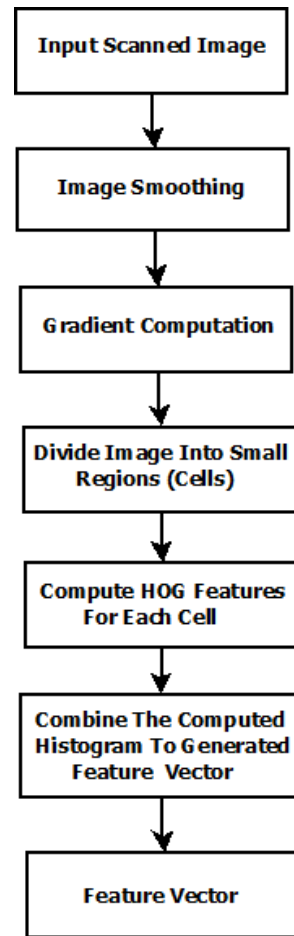 Input Scanned Image
Image Smoothing
Gradient Computation
Divide Image Into Small
Regions (Cells)
Compute HOG Features
For Each Cell
Combine The Computed
Histogram To Generated
Feature Vector
Feature Vector